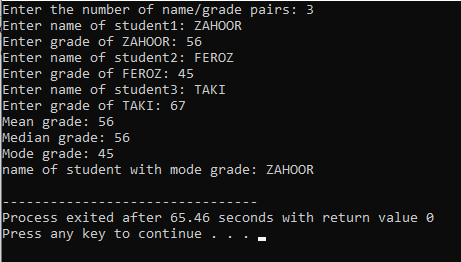 Enter the number of name/grade pairs: 3
Enter name of student1: ZAHOOR
Enter grade of ZAHOOR: 56
Enter name of student2: FEROZ
Enter grade of FEROZ: 45
Enter name of student3: TAKI
Enter grade of TAKI: 67
Mean grade: 56
Median grade: 56
Mode grade: 45
name of student with mode grade: ZAHOOR
--------------------------------
Process exited after 65.46 seconds with return value 0
Press any key to continue . . .